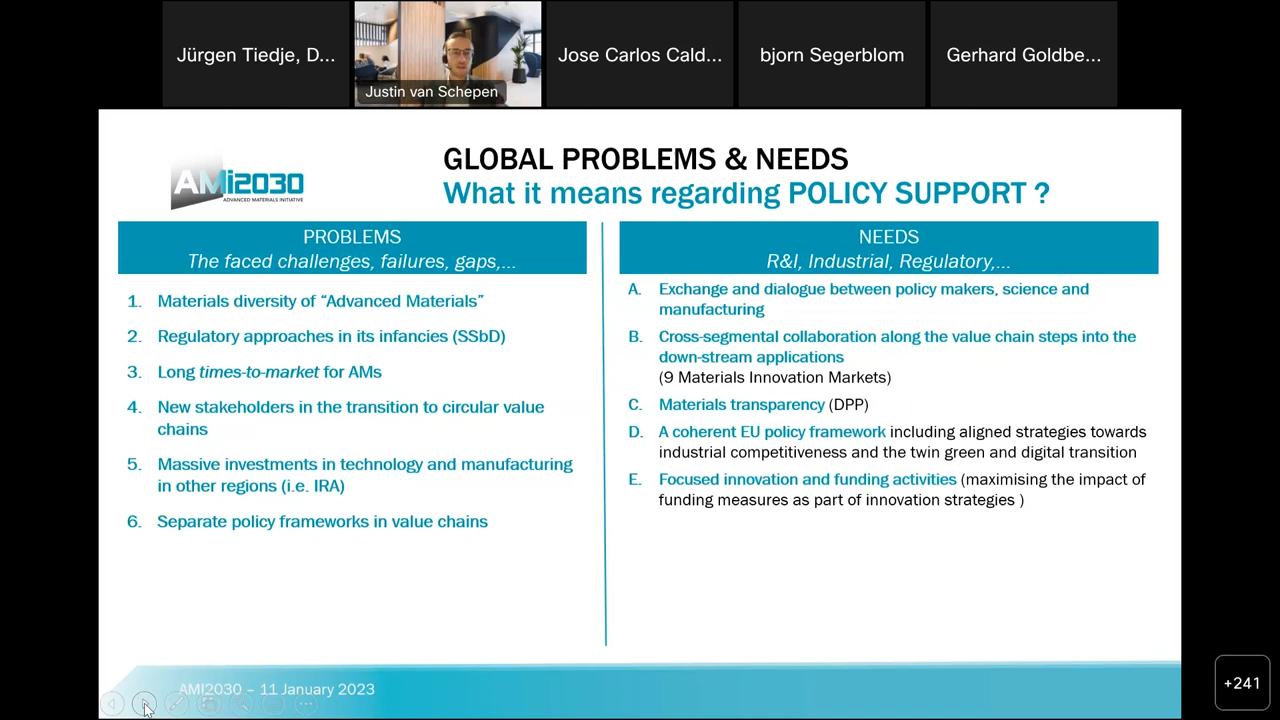 Jürgen Tiedje, D...
Justin van Schepen
Jose Carlos Cald...
bjorn Segerblom
Gerhard Goldbe...
AMi2030
ADVANCED MATERIALS INITIATIVE
GLOBAL PROBLEMS & NEEDS
What it means regarding POLICY SUPPORT ?
PROBLEMS
The faced challenges, failures, gaps,...
1. Materials diversity of “Advanced Materials”
2. Regulatory approaches in its infancies (SSbD)
3. Long times-to-market for AMs
4. New stakeholders in the transition to circular value
chains
5. Massive investments in technology and manufacturing
in other regions (i.e. IRA)
6. Separate policy frameworks in value chains
NEEDS
R&I, Industrial, Regulatory,...
A. Exchange and dialogue between policy makers, science and
manufacturing
B. Cross-segmental collaboration along the value chain steps into the
down-stream applications
(9 Materials Innovation Markets)
C. Materials transparency (DPP)
D. A coherent EU policy framework including aligned strategies towards
industrial competitiveness and the twin green and digital transition
E. Focused innovation and funding activities (maximising the impact of
funding measures as part of innovation strategies )
AMI2030 – 11 January 2023
+241